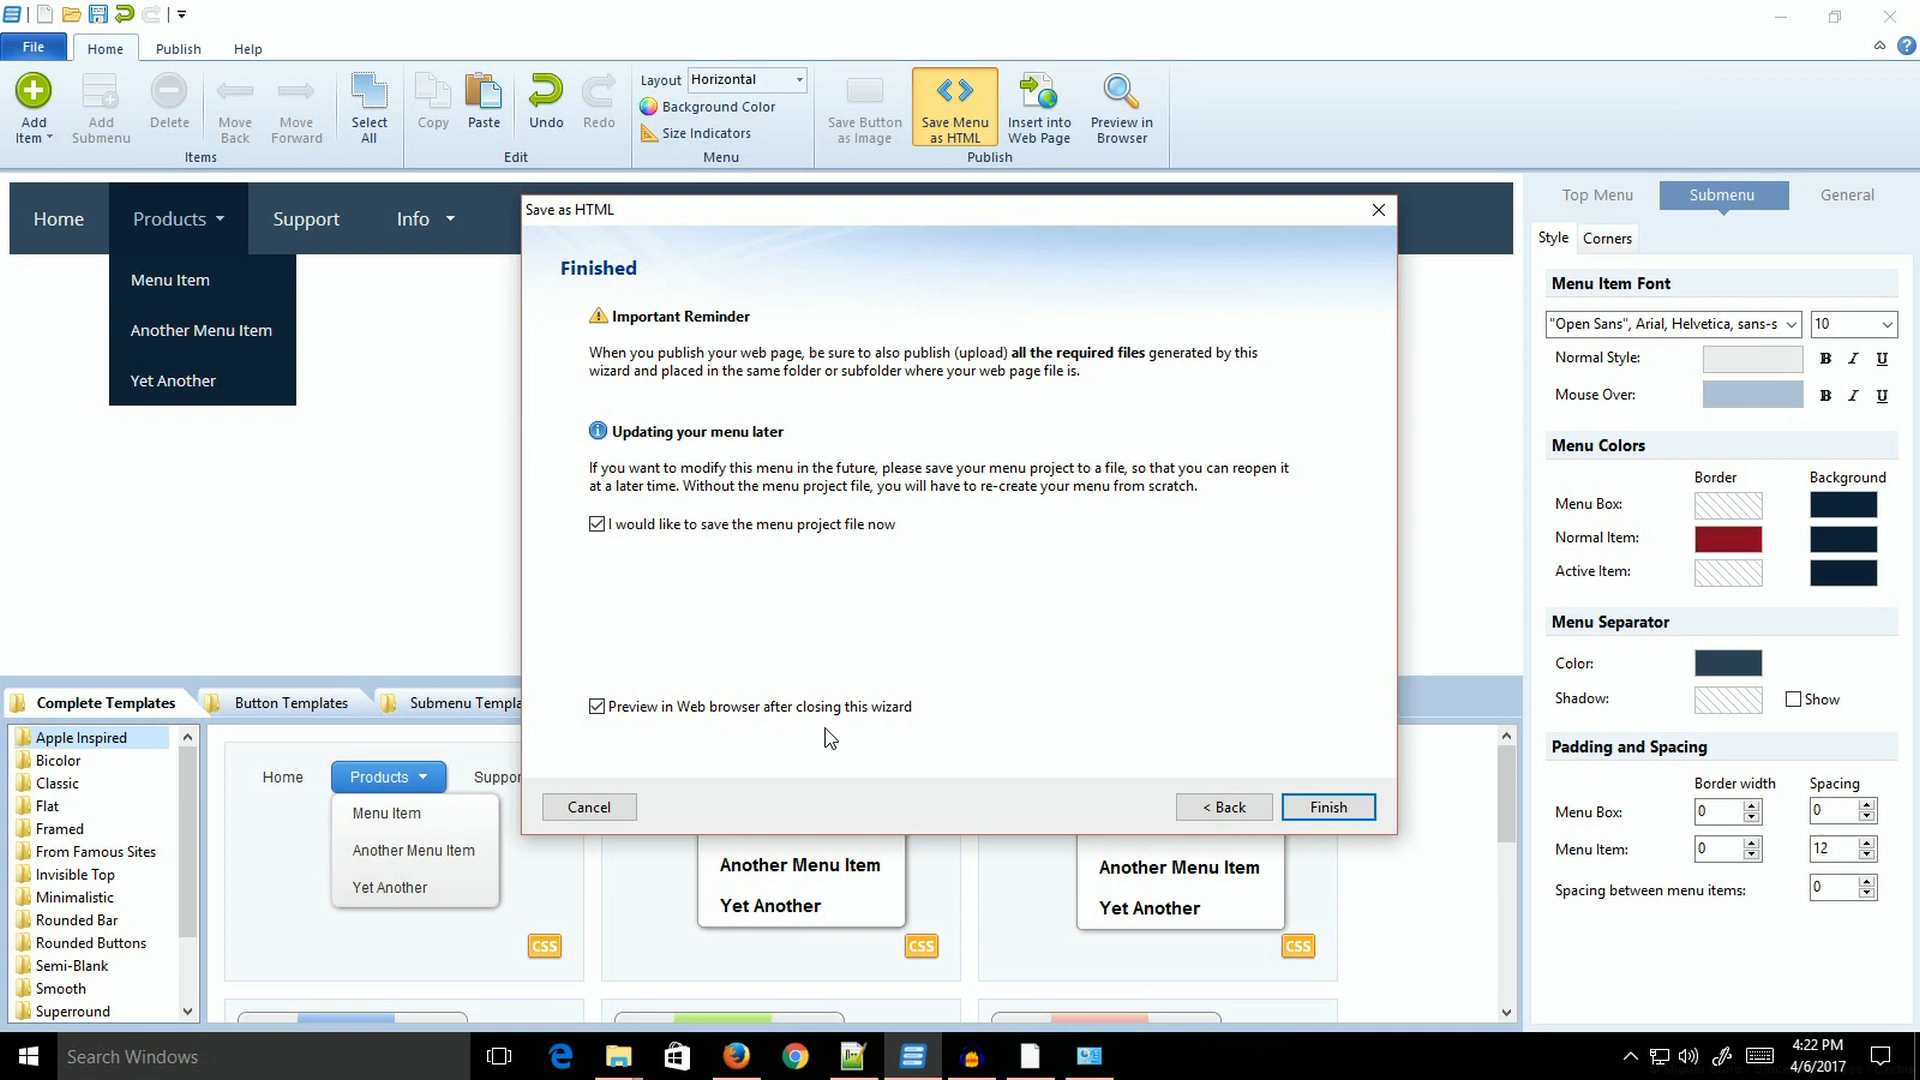 File
Home
Publish
Help
Add
Item
Add
Submenu
Delete
Move
Back
Move
Forward
Select
All
Items
Copy
Paste
Undo
Redo
Edit
Layout
Horizontal
Background Color
Size Indicators
Menu
Save Button
as Image
Save Menu
as HTML
Insert into
Web Page
Preview in
Browser
Publish
Home
Products
Support
Info
Menu Item
Another Menu Item
Yet Another
Save as HTML
Finished
Important Reminder
When you publish your web page, be sure to also publish (upload) all the required files generated by this
wizard and placed in the same folder or subfolder where your web page file is.
Updating your menu later
If you want to modify this menu in the future, please save your menu project to a file, so that you can reopen it
at a later time. Without the menu project file, you will have to re-create your menu from scratch.
I would like to save the menu project file now
Preview in Web browser after closing this wizard
Cancel
< Back
Finish
Top Menu
Submenu
General
Style
Corners
Menu Item Font
"Open Sans", Arial, Helvetica, sans-s
10
Normal Style:
B I U
Mouse Over:
B I U
Menu Colors
Border
Background
Menu Box:
Normal Item:
Active Item:
Menu Separator
Color:
Shadow:
Show
Padding and Spacing
Border width
Spacing
Menu Box:
0
0
Menu Item:
0
12
Spacing between menu items:
0
Complete Templates
Button Templates
Submenu Templa
Apple Inspired
Bicolor
Classic
Flat
Framed
From Famous Sites
Invisible Top
Minimalistic
Rounded Bar
Rounded Buttons
Semi-Blank
Smooth
Superround
Home
Products
Suppor
Menu Item
Another Menu Item
Yet Another
CSS
Another Menu Item
Yet Another
CSS
Another Menu Item
Yet Another
CSS
Search Windows
4:22 PM
4/6/2017